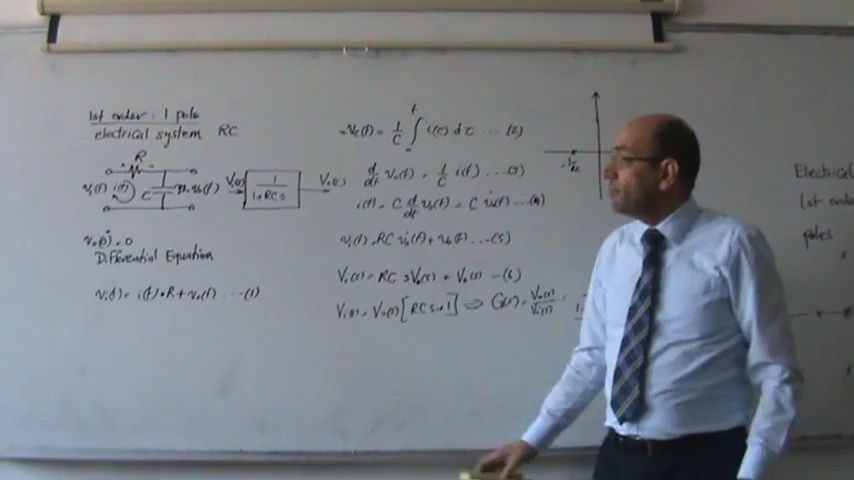 1st order: 1 pole
electrical system RC
R
vi(t) i(t) C vo(t)
Vi(s) 1/(1+RCs) Vo(s)
vo(0) = 0
Differential Equation
vi(t) = i(t)•R + vo(t) ... (1)
t
= vc(t) = 1/C ∫ i(τ) dτ ... (2)
0
d/dt vo(t) = 1/C i(t) ... (3)
i(t) = C d/dt vo(t) = C v̇o(t) ... (4)
vi(t) = RC v̇o(t) + vo(t) ... (5)
Vi(s) = RC sVo(s) + Vo(s) ... (6)
Vi(s) = Vo(s) [RCs+1] ⇒ G(s) = Vo(s)/Vi(s) =
-1/RC
Electrical
1st order
poles